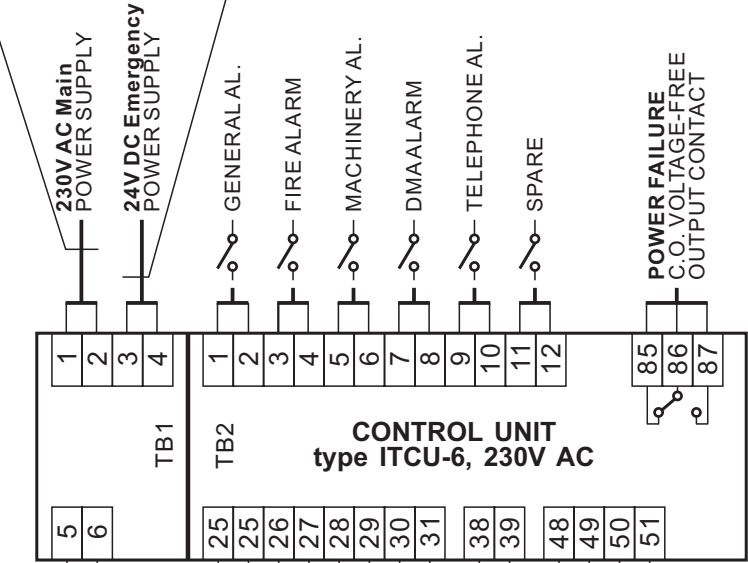 230V AC Main
POWER SUPPLY
24V DC Emergency
POWER SUPPLY
GENERAL AL.
FIRE ALARM
MACHINERY AL.
DMA ALARM
TELEPHONE AL.
SPARE
POWER FAILURE
C.O. VOLTAGE-FREE
OUTPUT CONTACT
1 2 3 4
1 2 3 4 5 6 7 8 9 10 11 12
85 86 87
TB1
TB2
CONTROL UNIT
type ITCU-6, 230V AC
5 6
25 25 26 27 28 29 30 31 38 39 48 49 50 51